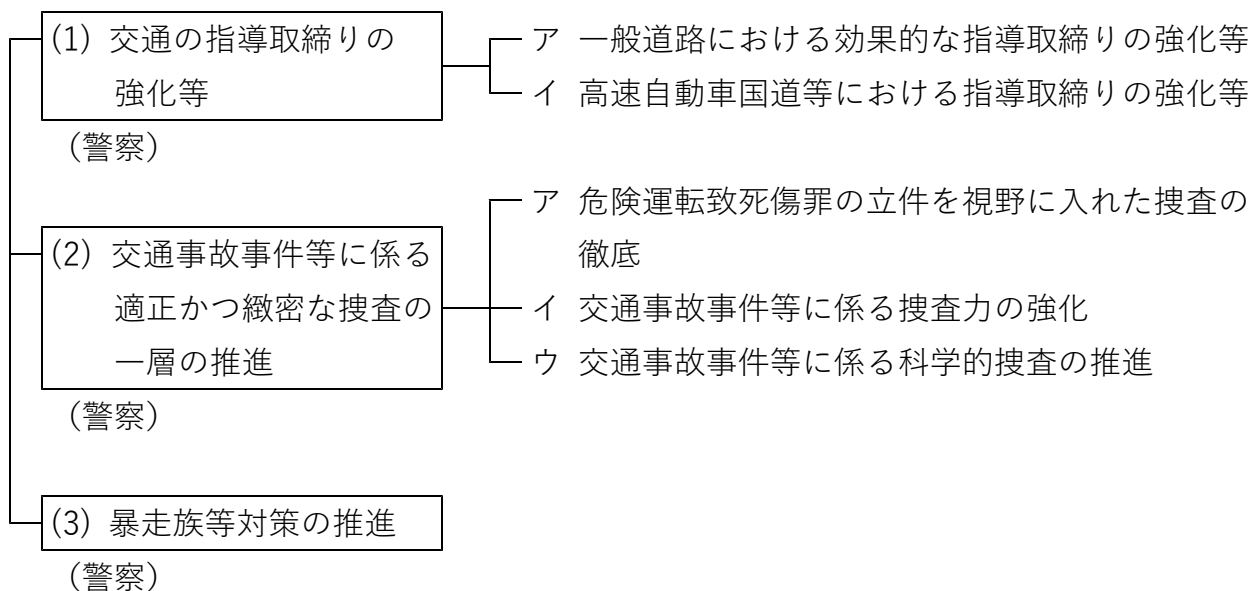 (1) 交通の指導取締りの
強化等
（警察）
ア 一般道路における効果的な指導取締りの強化等
イ 高速自動車国道等における指導取締りの強化等
(2) 交通事故事件等に係る
適正かつ緻密な捜査の
一層の推進
（警察）
ア 危険運転致死傷罪の立件を視野に入れた捜査の
徹底
イ 交通事故事件等に係る捜査力の強化
ウ 交通事故事件等に係る科学的捜査の推進
(3) 暴走族等対策の推進
（警察）